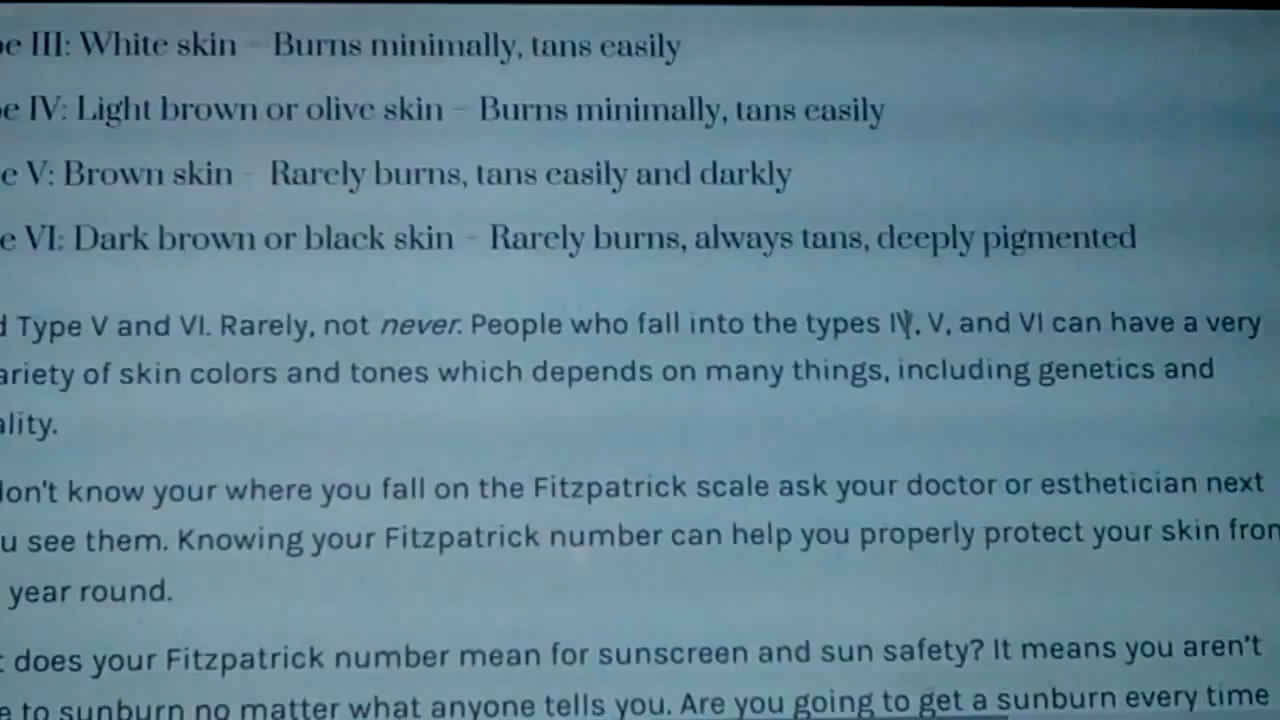 e III: White skin – Burns minimally, tans easily
e IV: Light brown or olive skin – Burns minimally, tans easily
e V: Brown skin – Rarely burns, tans easily and darkly
e VI: Dark brown or black skin – Rarely burns, always tans, deeply pigmented
Type V and VI. Rarely, not never. People who fall into the types IV, V, and VI can have a very
ariety of skin colors and tones which depends on many things, including genetics and
ality.
don't know your where you fall on the Fitzpatrick scale ask your doctor or esthetician next
u see them. Knowing your Fitzpatrick number can help you properly protect your skin from
year round.
does your Fitzpatrick number mean for sunscreen and sun safety? It means you aren't
e to sunburn no matter what anyone tells you. Are you going to get a sunburn every time